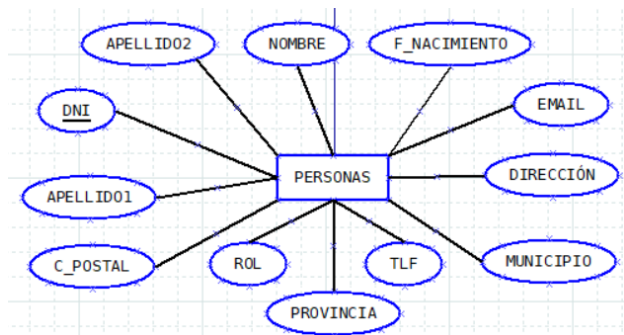 APELLIDO2
NOMBRE
F_NACIMIENTO
DNI
EMAIL
PERSONAS
DIRECCIÓN
APELLIDO1
C_POSTAL
ROL
TLF
MUNICIPIO
PROVINCIA